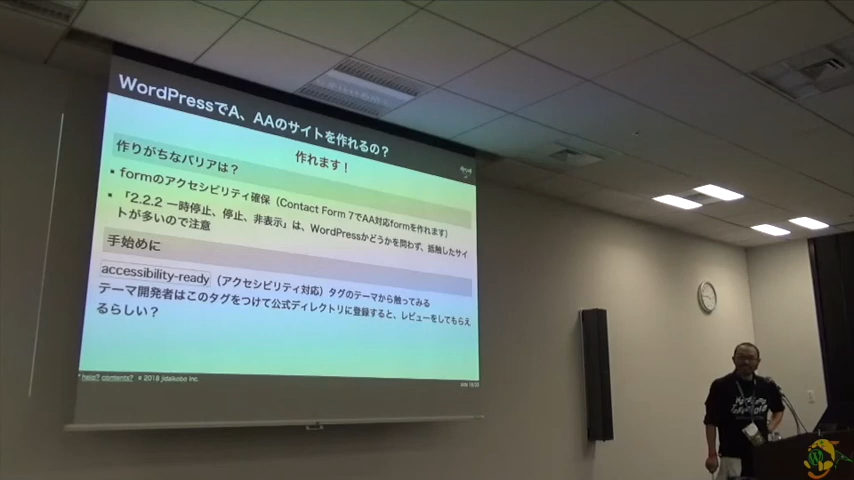 WordPressでA、AAのサイトを作れるの？
作れます！
作りがちなバリアは？
• formのアクセシビリティ確保（Contact Form 7でAA対応formを作れます）
• 「2.2.2 一時停止、停止、非表示」は、WordPressかどうかを問わず、抵触したサイ
トが多いので注意
手始めに
accessibility-ready（アクセシビリティ対応）タグのテーマから触ってみる
テーマ開発者はこのタグをつけて公式ディレクトリに登録すると、レビューをしてもらえ
るらしい？
* help? contents? © 2018 jidaikobo Inc.